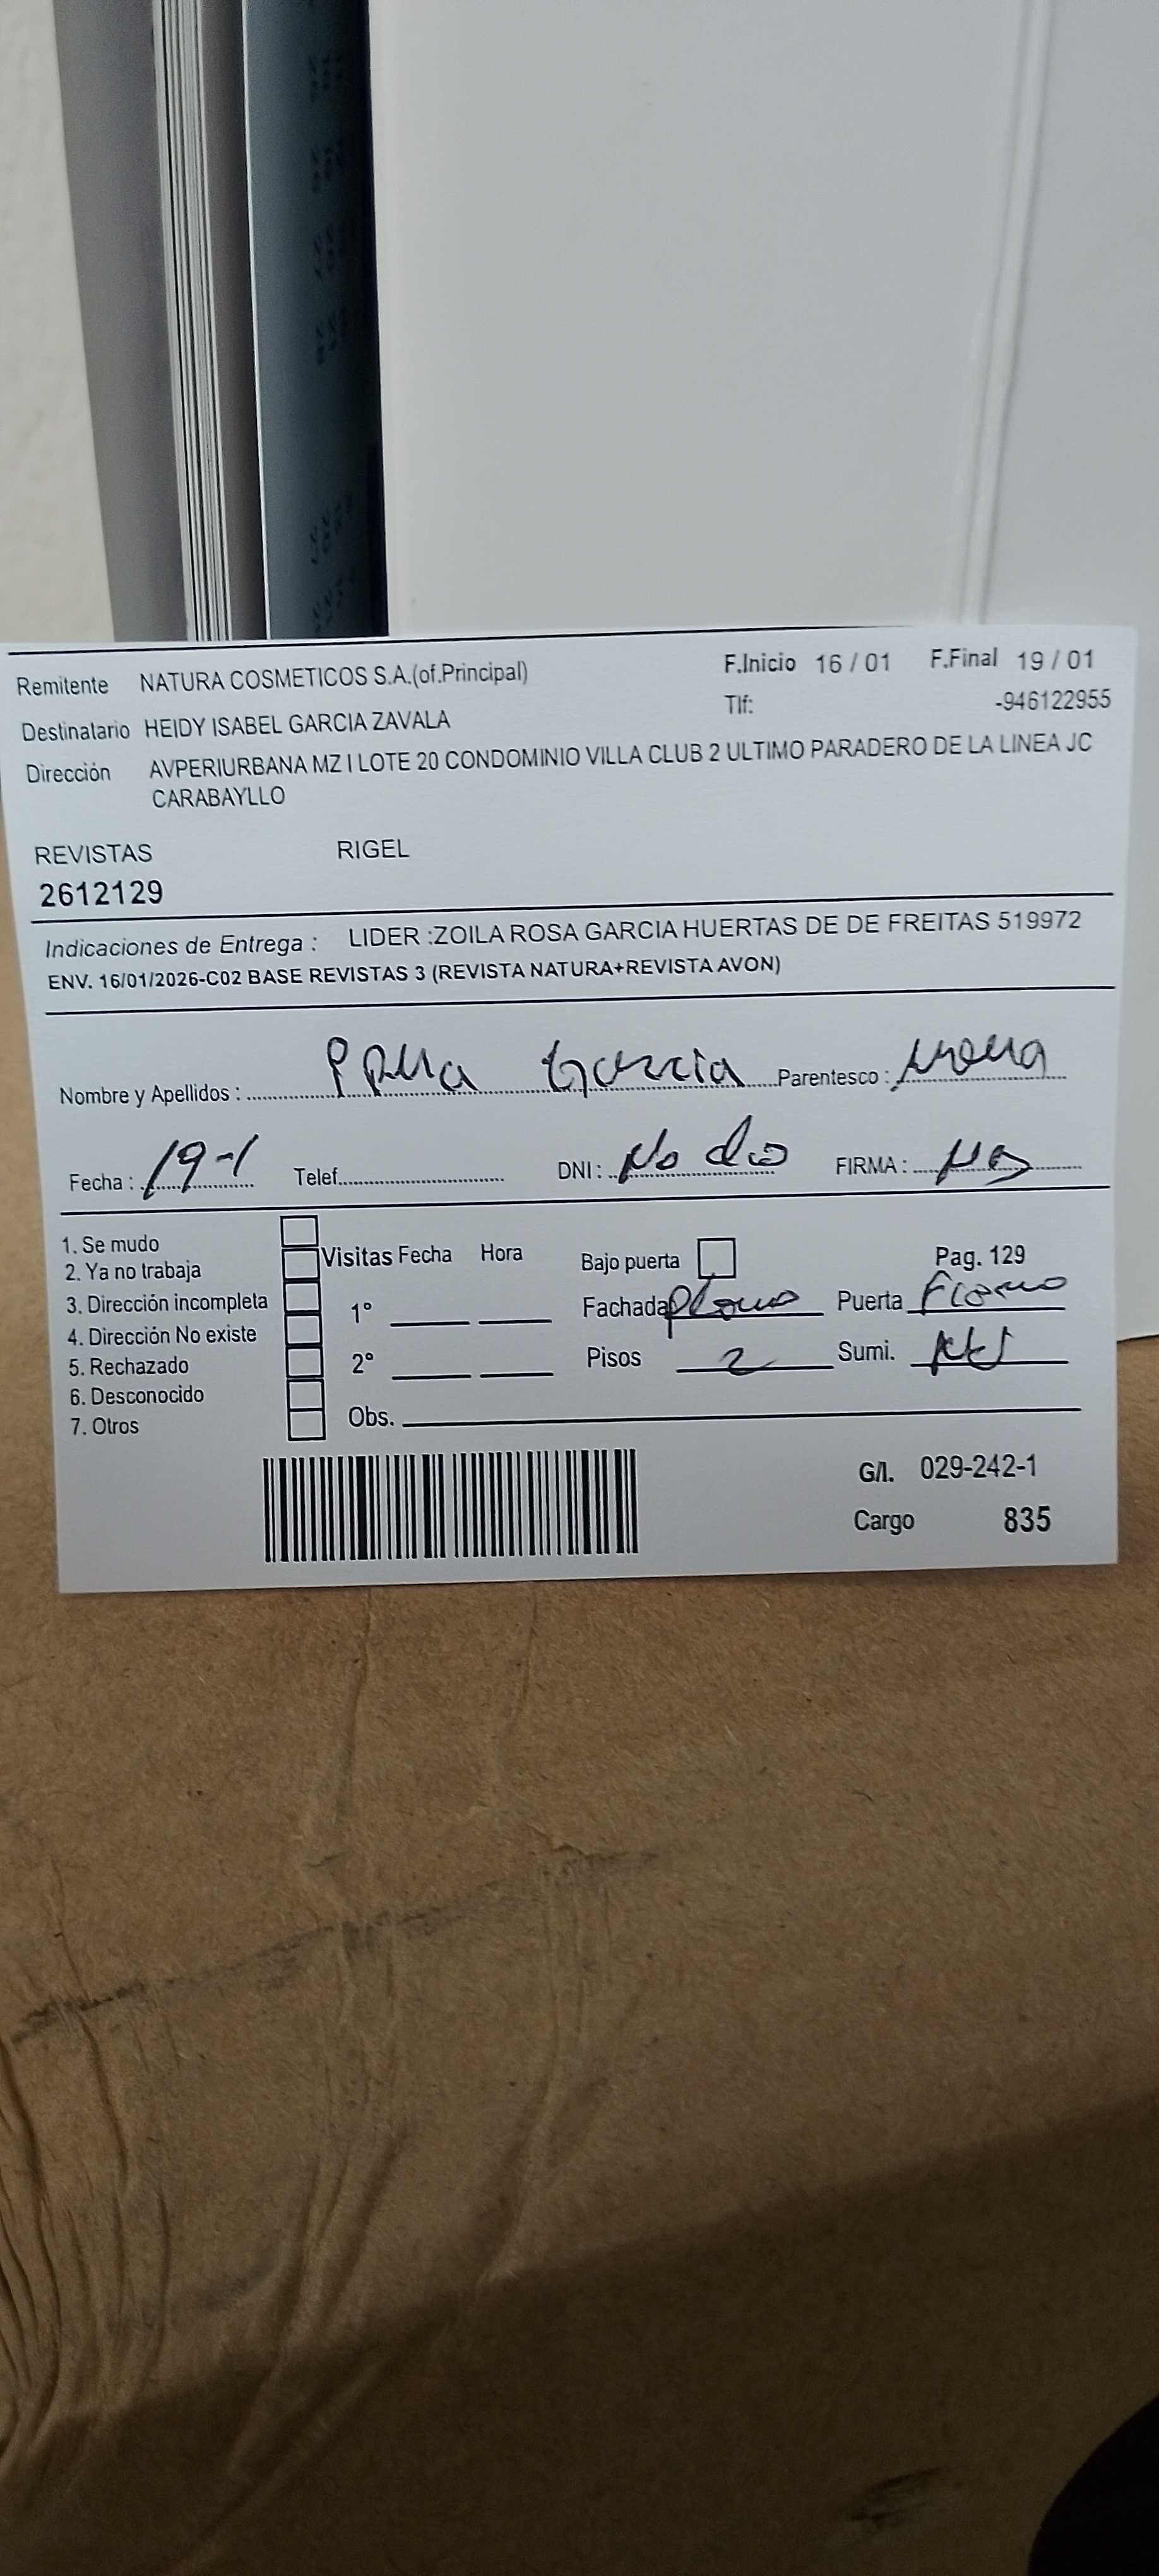 Remitente NATURA COSMETICOS S.A.(of.Principal) F.Inicio 16 / 01 F.Final 19 / 01
Destinatario HEIDY ISABEL GARCIA ZAVALA Tlf: -946122955
Dirección AVPERIURBANA MZ I LOTE 20 CONDOMINIO VILLA CLUB 2 ULTIMO PARADERO DE LA LINEA JC
CARABAYLLO
REVISTAS RIGEL
2612129
Indicaciones de Entrega : LIDER :ZOILA ROSA GARCIA HUERTAS DE DE FREITAS 519972
ENV. 16/01/2026-C02 BASE REVISTAS 3 (REVISTA NATURA+REVISTA AVON)
Nombre y Apellidos : Garcia Parentesco :
Fecha : 19-1 Telef. DNI : No dio FIRMA :
1. Se mudo
2. Ya no trabaja
3. Dirección incompleta
4. Dirección No existe
5. Rechazado
6. Desconocido
7. Otros
Visitas Fecha Hora
1°
2°
Obs.
Bajo puerta Pag. 129
Fachada plomo Puerta
Pisos 2 Sumi.
G/l. 029-242-1
Cargo 835